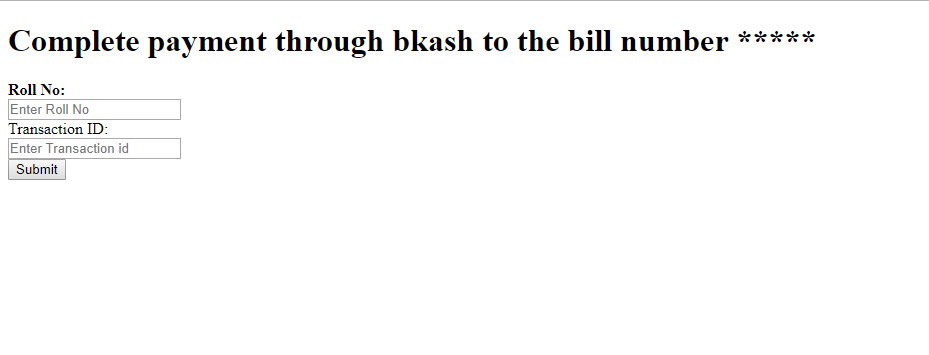 Complete payment through bkash to the bill number *****
Roll No:
Enter Roll No
Transaction ID:
Enter Transaction id
Submit